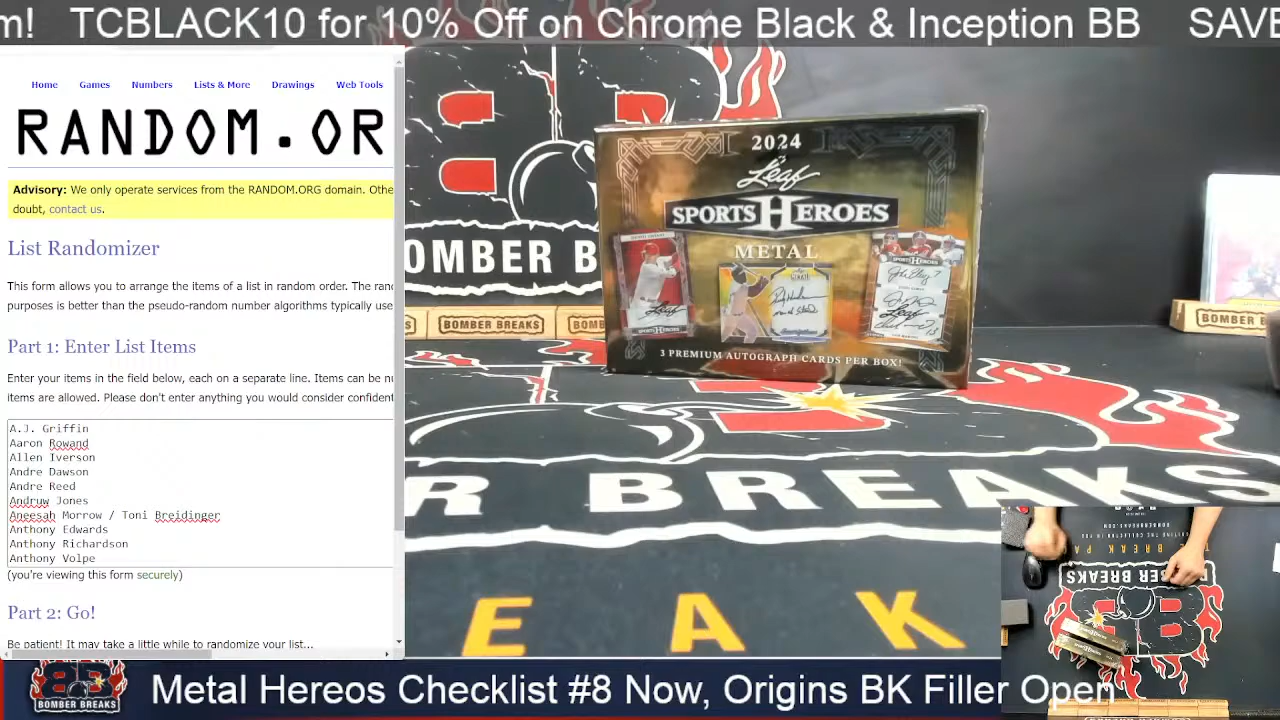 m! TCBLACK10 for 10% Off on Chrome Black & Inception BB SAVE
Home Games Numbers Lists & More Drawings Web Tools
RANDOM.OR
Advisory: We only operate services from the RANDOM.ORG domain. Othe
doubt, contact us.
List Randomizer
This form allows to arrange the items of a list in random order. The ran
purposes is better than the pseudo-random number algorithms typically use
Part 1: Enter List Items
Enter your items in the field below, each on a separate line. Items can be nu
items are allowed. Please don't enter anything you would consider confident
A.J. Griffin
Aaron Rowand
Allen Iverson
Andre Dawson
Andre Reed
Andruw Jones
Aneesah Morrow / Toni Breidinger
Anthony Edwards
Anthony Richardson
Anthony Volpe
(you're viewing this form securely)
Part 2: Go!
Be patient! It may take a little while to randomize your list...
2024
Leaf
SPORTS HEROES
METAL
3 PREMIUM AUTOGRAPH CARDS PER BOX!
OMBER BREAKS
BOMBER BREAKS
BOMB
BOMBER BR
R BREAKS
E A K
BREAK
BER BREAKS
BB
BOMBER BREAKS
Metal Hereos Checklist #8 Now, Origins BK Filler Open